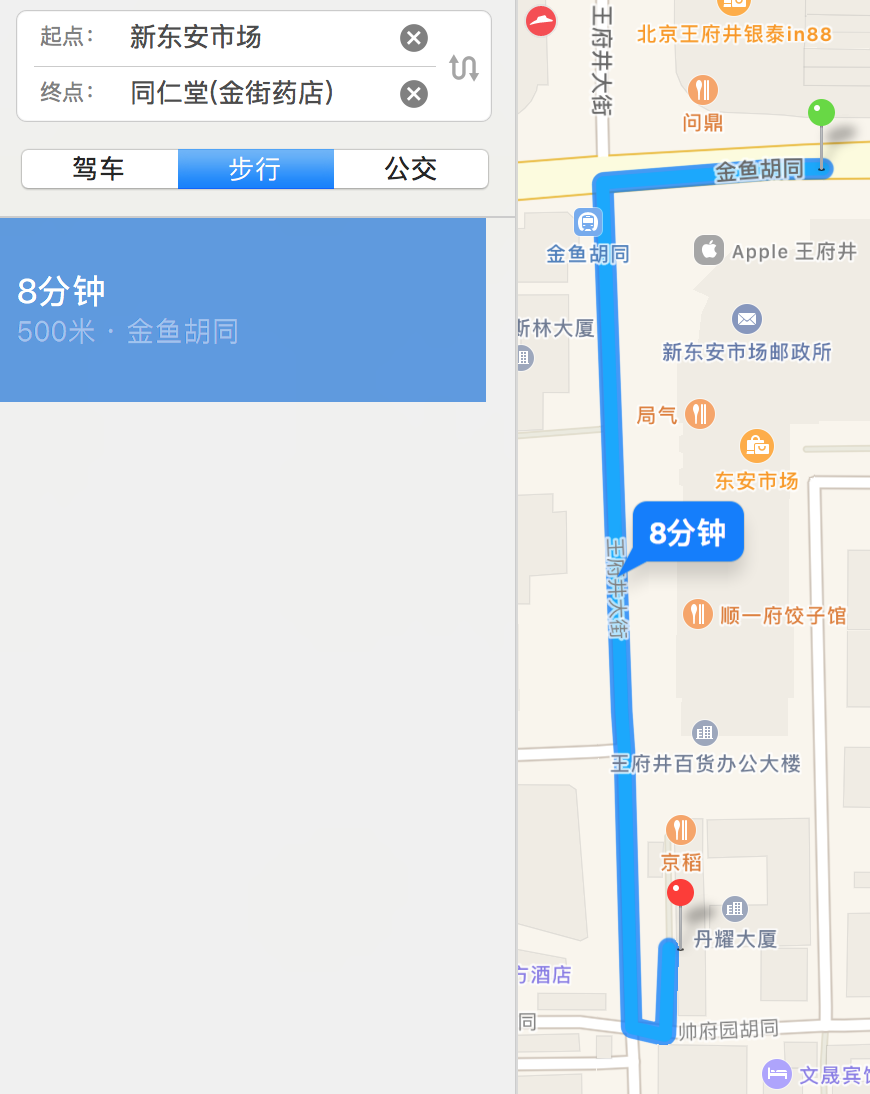 起点：
新东安市场
终点：
同仁堂(金街药店)
驾车
步行
公交
8分钟
500米 · 金鱼胡同
王府井大街
北京王府井银泰in88
问鼎
金鱼胡同
金鱼胡同
Apple 王府井
斯林大厦
新东安市场邮政所
局气
东安市场
8分钟
王府井大街
顺一府饺子馆
王府井百货办公大楼
京稻
丹耀大厦
方酒店
同
帅府园胡同
文晟宾馆